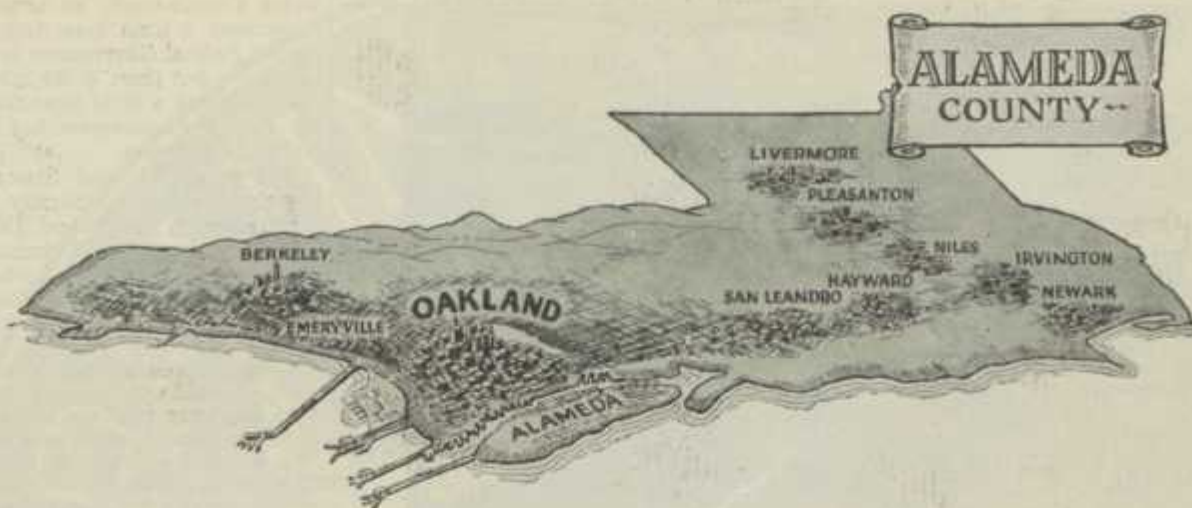 ALAMEDA
COUNTY
LIVERMORE
PLEASANTON
NILES
IRVINGTON
BERKELEY
HAYWARD
NEWARK
OAKLAND
SAN LEANDRO
EMERYVILLE
ALAMEDA